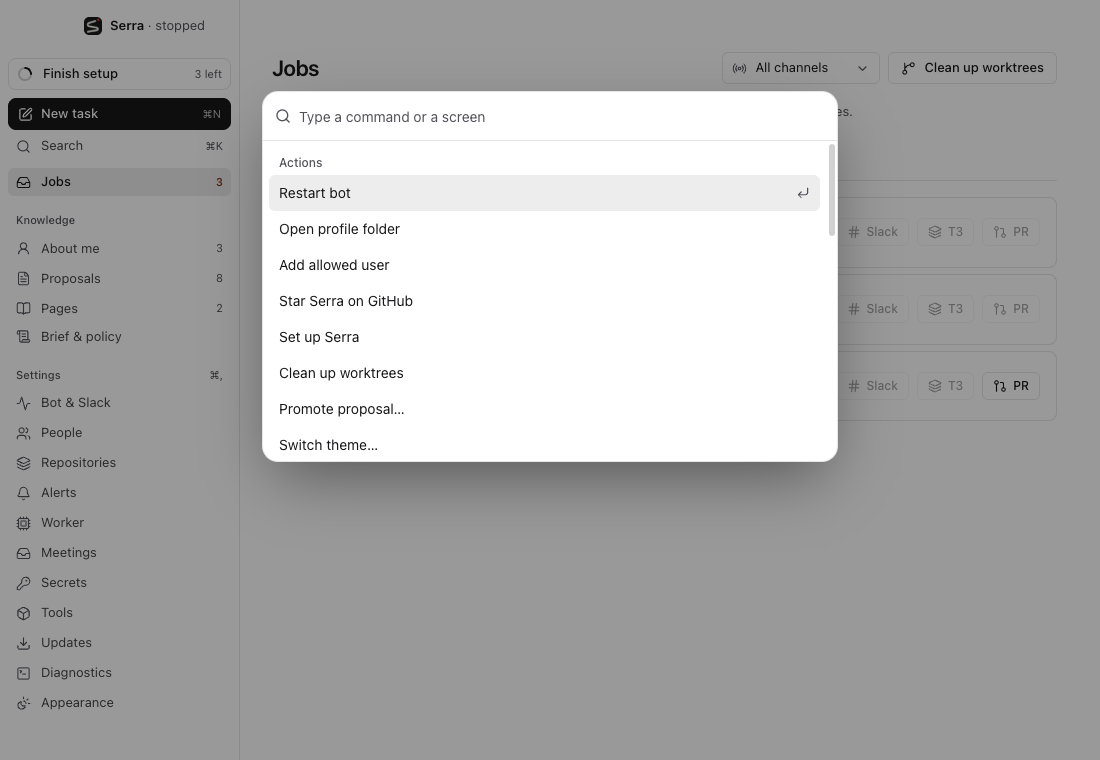 Serra · stopped
Finish setup 3 left
New task ⌘N
Search ⌘K
Jobs 3
Knowledge
About me 3
Proposals 8
Pages 2
Brief & policy
Settings ⌘,
Bot & Slack
People
Repositories
Alerts
Worker
Meetings
Secrets
Tools
Updates
Diagnostics
Appearance
Jobs
All channels
Clean up worktrees
es.
Slack T3 PR
Slack T3 PR
Slack T3 PR
Type a command or a screen
Actions
Restart bot
Open profile folder
Add allowed user
Star Serra on GitHub
Set up Serra
Clean up worktrees
Promote proposal...
Switch theme...